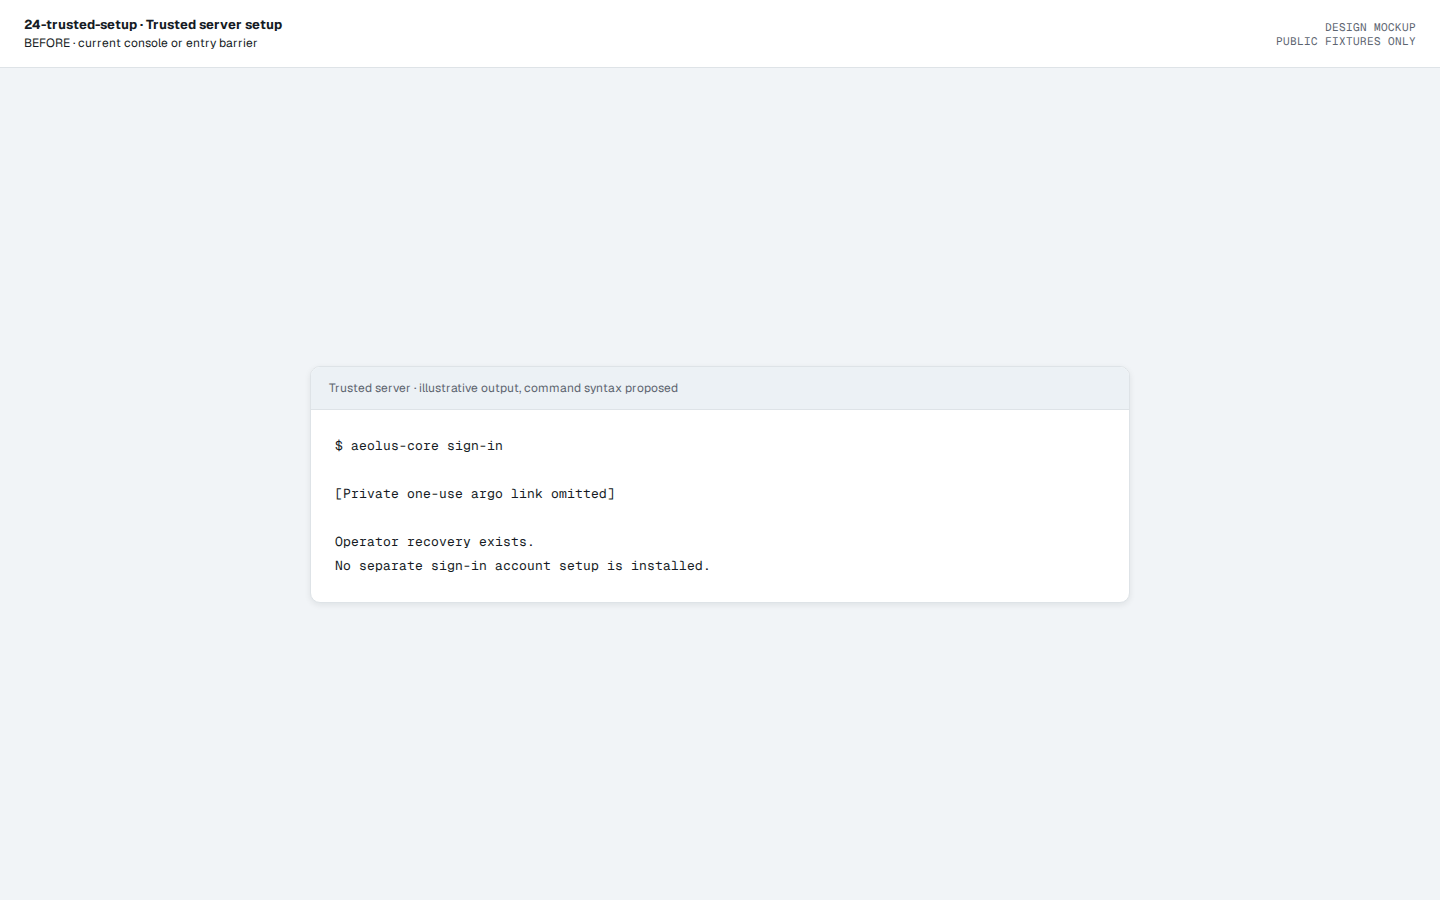 24-trusted-setup · Trusted server setup
BEFORE · current console or entry barrier
DESIGN MOCKUP
PUBLIC FIXTURES ONLY
Trusted server · illustrative output, command syntax proposed
$ aeolus-core sign-in
[Private one-use argo link omitted]
Operator recovery exists.
No separate sign-in account setup is installed.